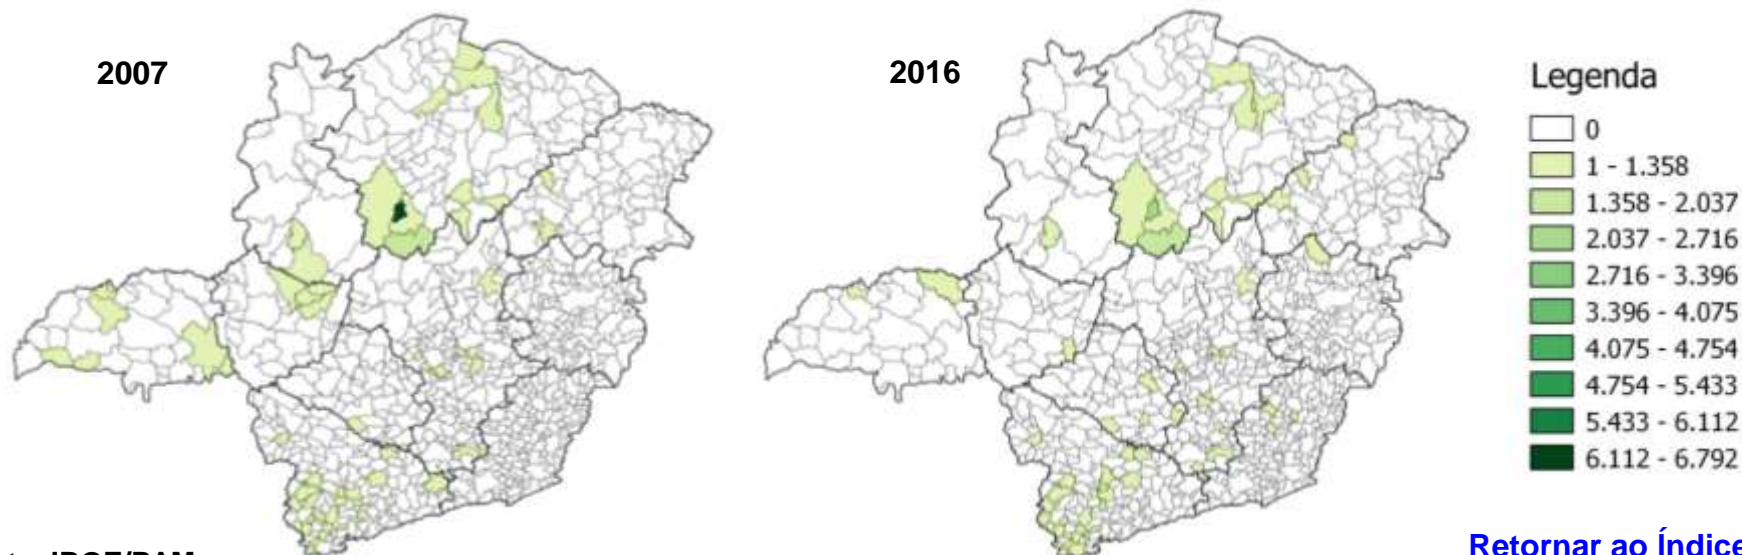 2007
2016
Legenda
0
1 - 1.358
1.358 - 2.037
2.037 - 2.716
2.716 - 3.396
3.396 - 4.075
4.075 - 4.754
4.754 - 5.433
5.433 - 6.112
6.112 - 6.792
Retornar ao Índice